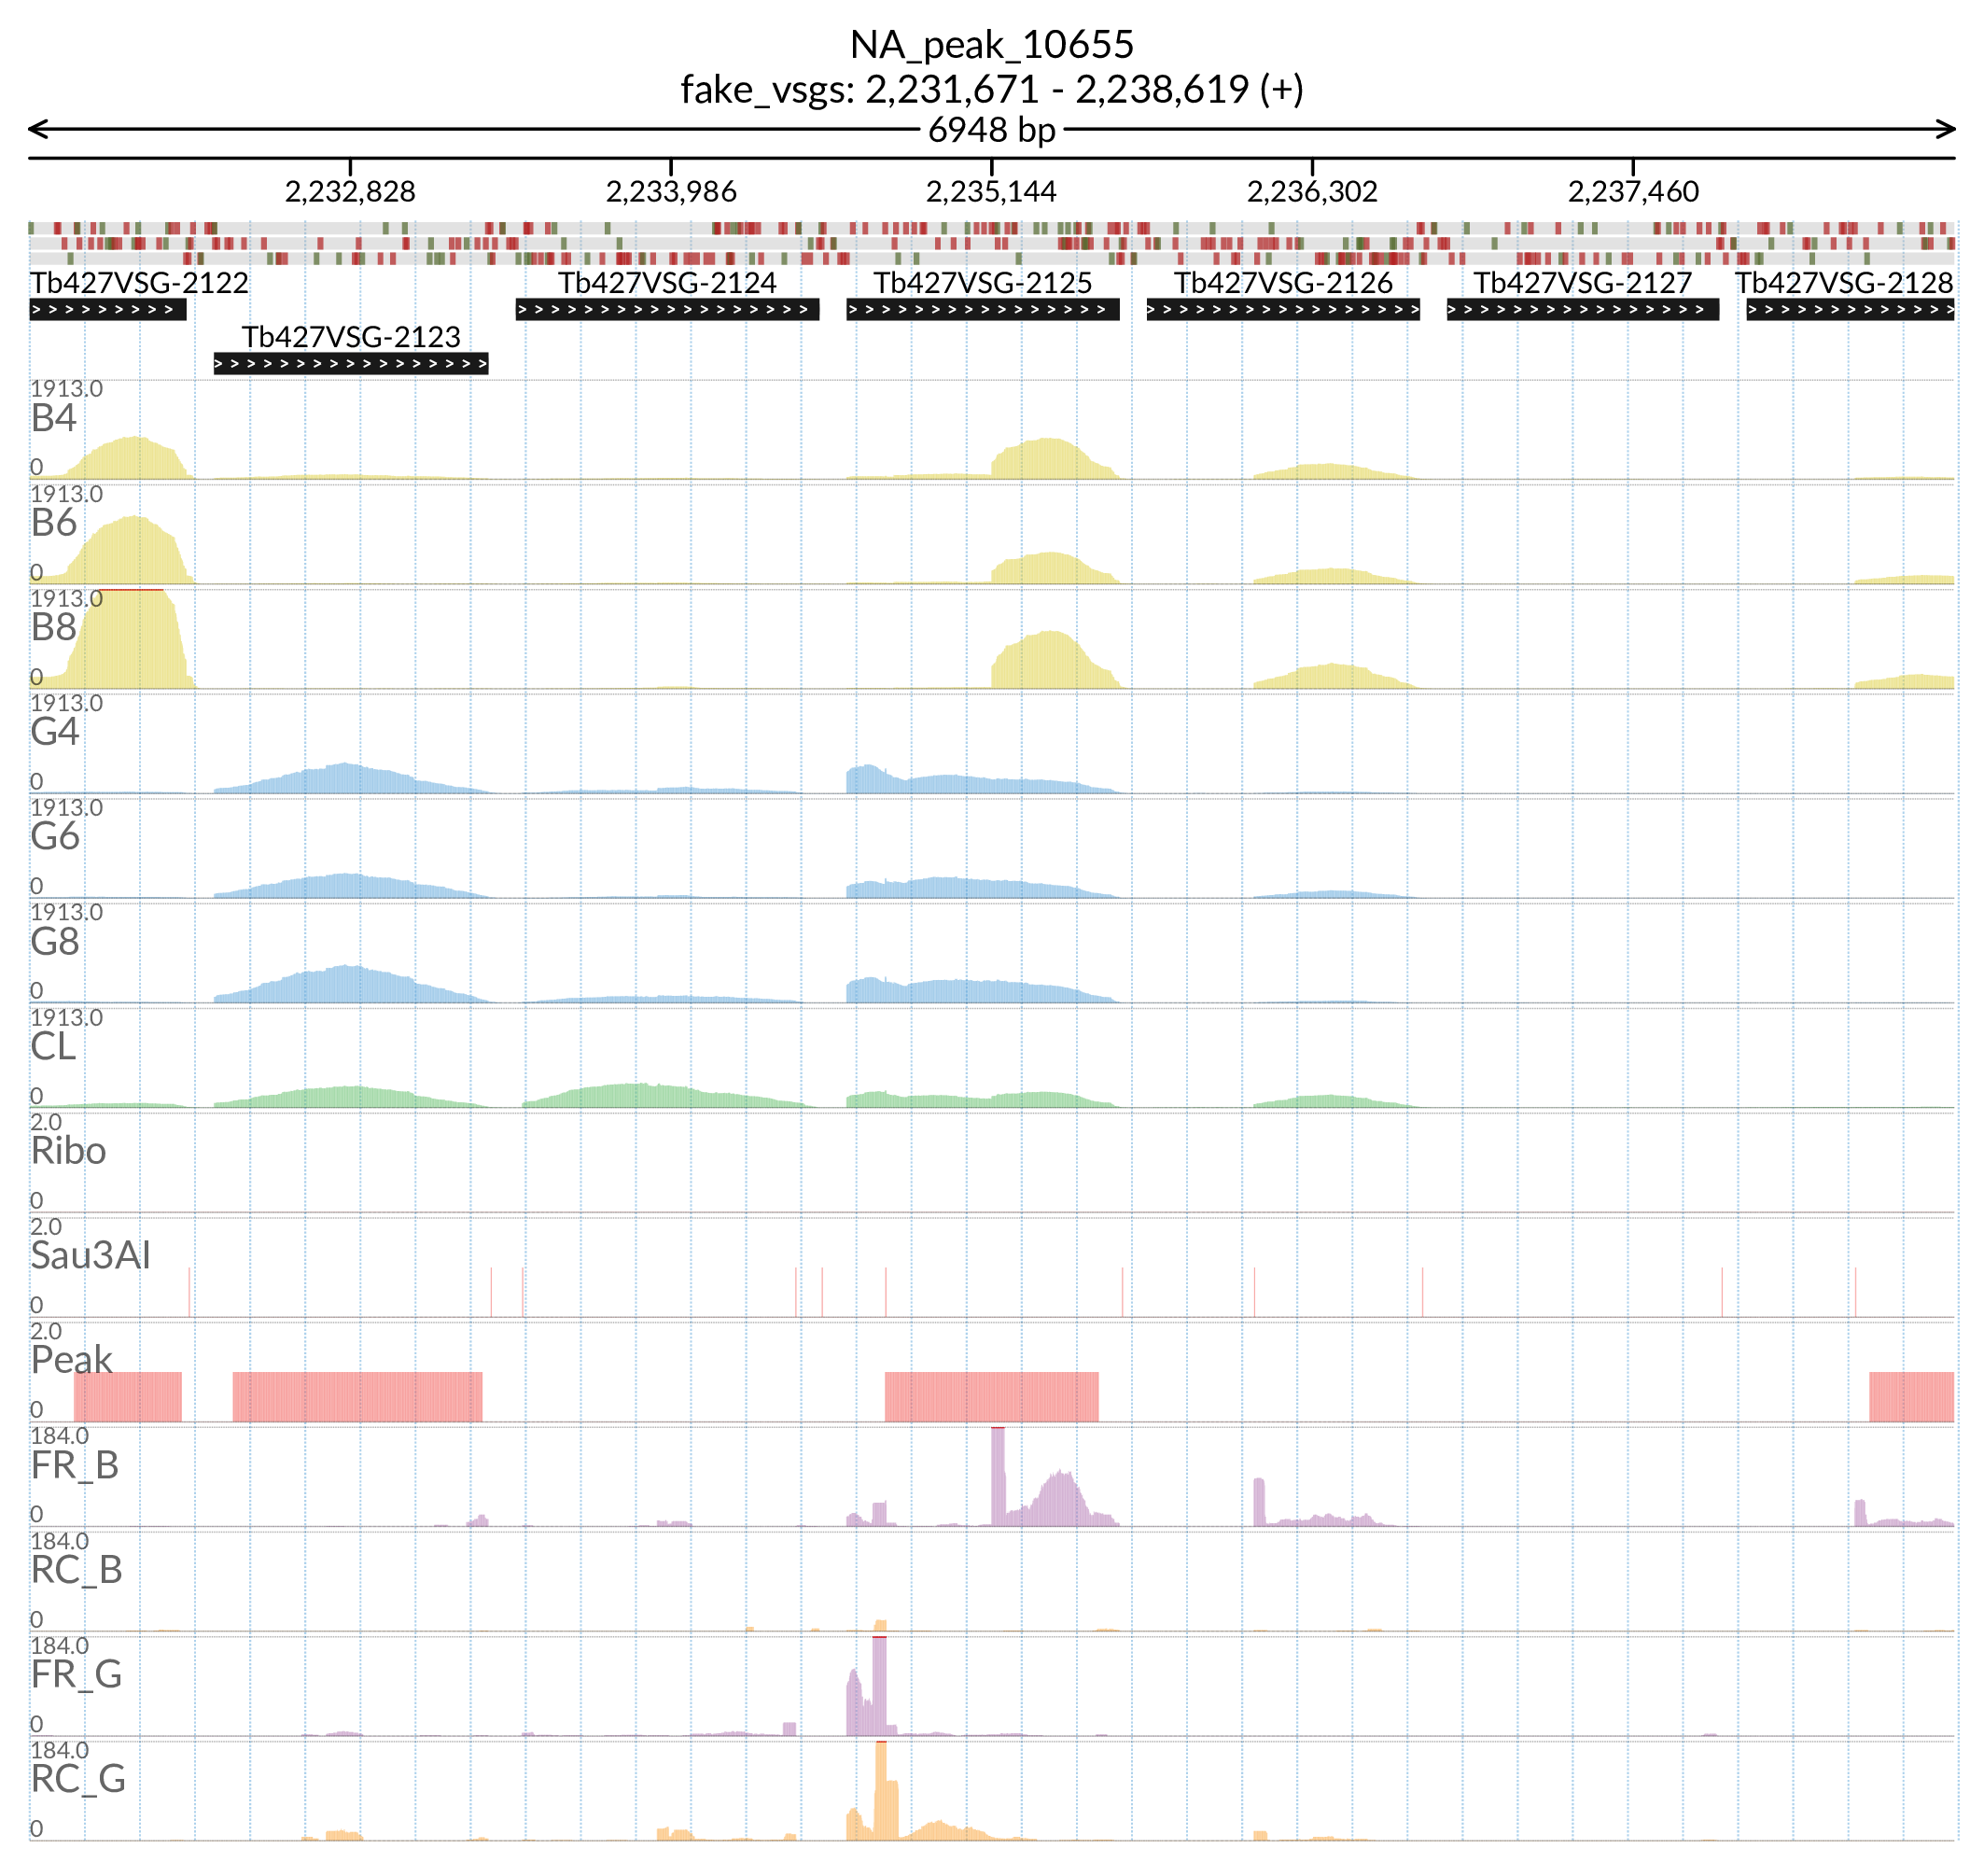 NA_peak_10655
fake_vsgs: 2,231,671 - 2,238,619 (+)
6948 bp
2,232,828 2,233,986 2,235,144 2,236,302 2,237,460
Tb427VSG-2122 Tb427VSG-2124 Tb427VSG-2125 Tb427VSG-2126 Tb427VSG-2127 Tb427VSG-2128
Tb427VSG-2123
1913.0
B4
0
1913.0
B6
0
1913.0
B8
0
1913.0
G4
0
1913.0
G6
0
1913.0
G8
0
1913.0
CL
0
2.0
Ribo
0
2.0
Sau3AI
0
2.0
Peak
0
184.0
FR_B
0
184.0
RC_B
0
184.0
FR_G
0
184.0
RC_G
0